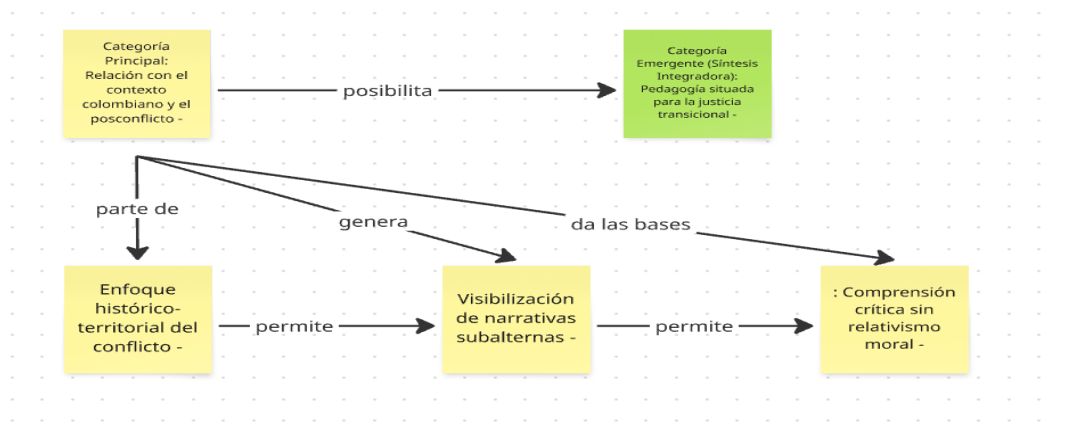 Categoría
Principal:
Relación con el
contexto
colombiano y el
posconflicto -
posibilita
Categoría
Emergente (Síntesis
Integradora):
Pedagogía situada
para la justicia
transicional -
parte de
genera
da las bases
Enfoque
histórico-
territorial del
conflicto -
permite
Visibilización
de narrativas
subalternas -
permite
: Comprensión
crítica sin
relativismo
moral -